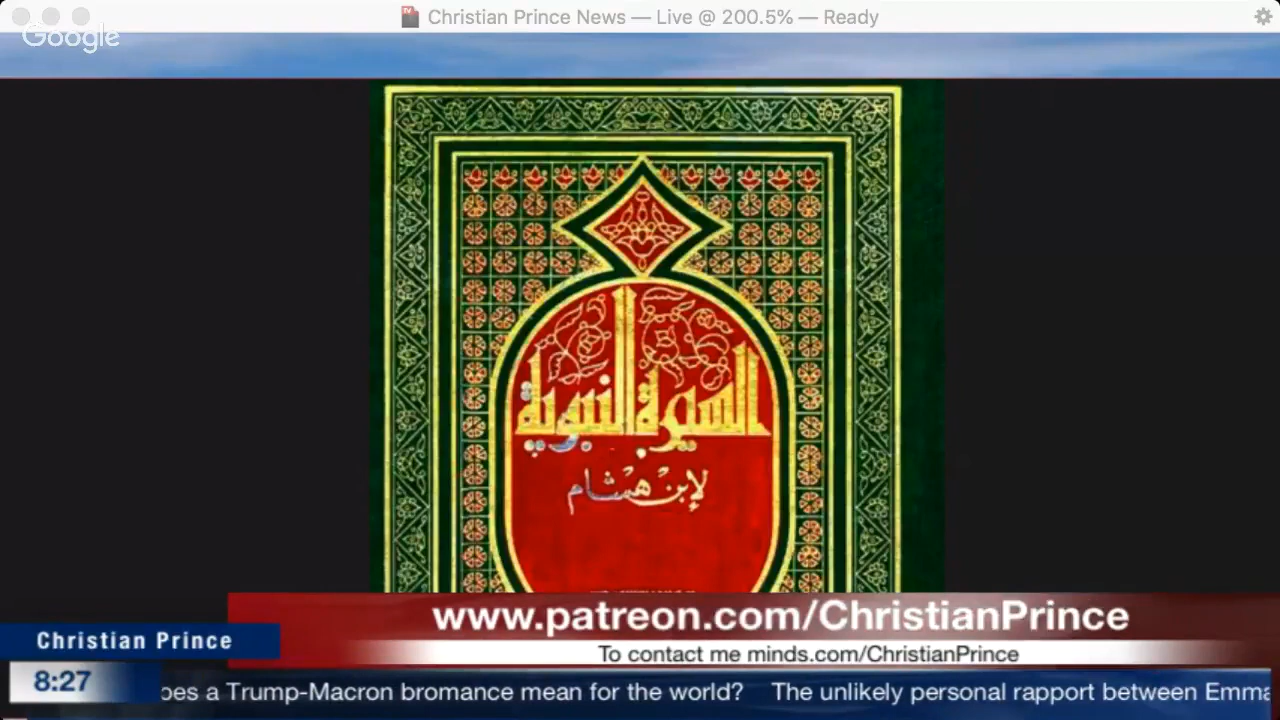 Christian Prince News — Live @ 200.5% — Ready
Google
السيرة النبوية
لإبن هشام
www.patreon.com/ChristianPrince
Christian Prince
To contact me minds.com/ChristianPrince
8:27
oes a Trump-Macron bromance mean for the world? The unlikely personal rapport between Emma